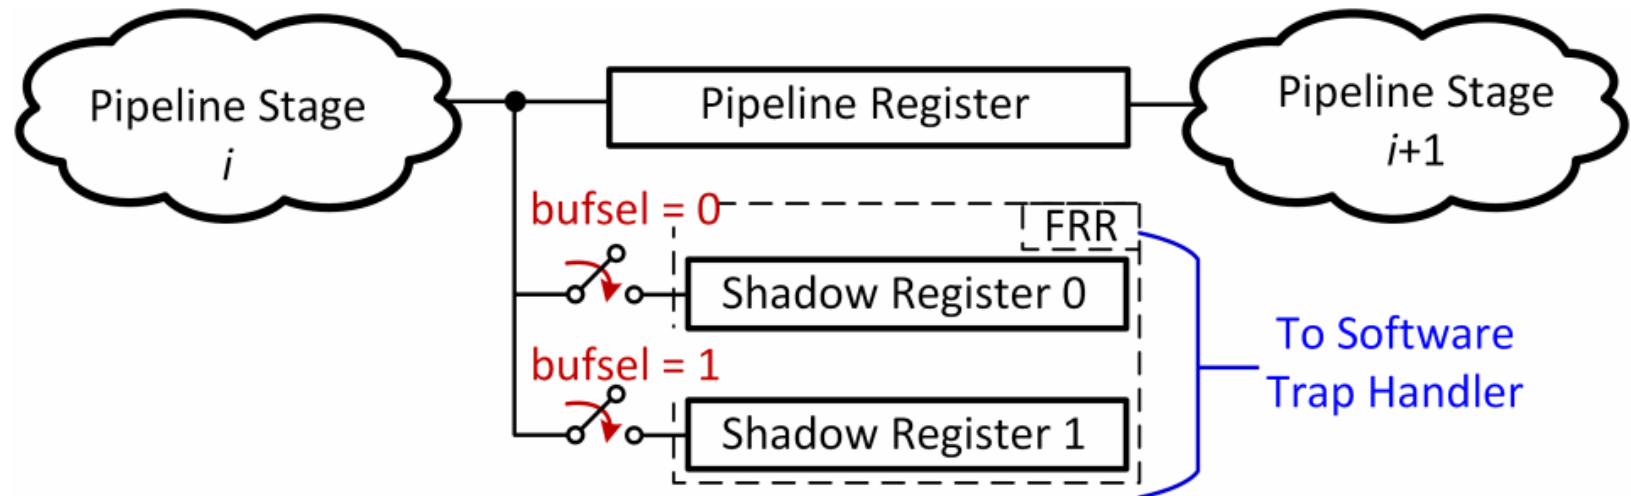 Pipeline Stage
i
Pipeline Register
Pipeline Stage
i+1
bufsel = 0
FRR
Shadow Register 0
bufsel = 1
Shadow Register 1
To Software
Trap Handler